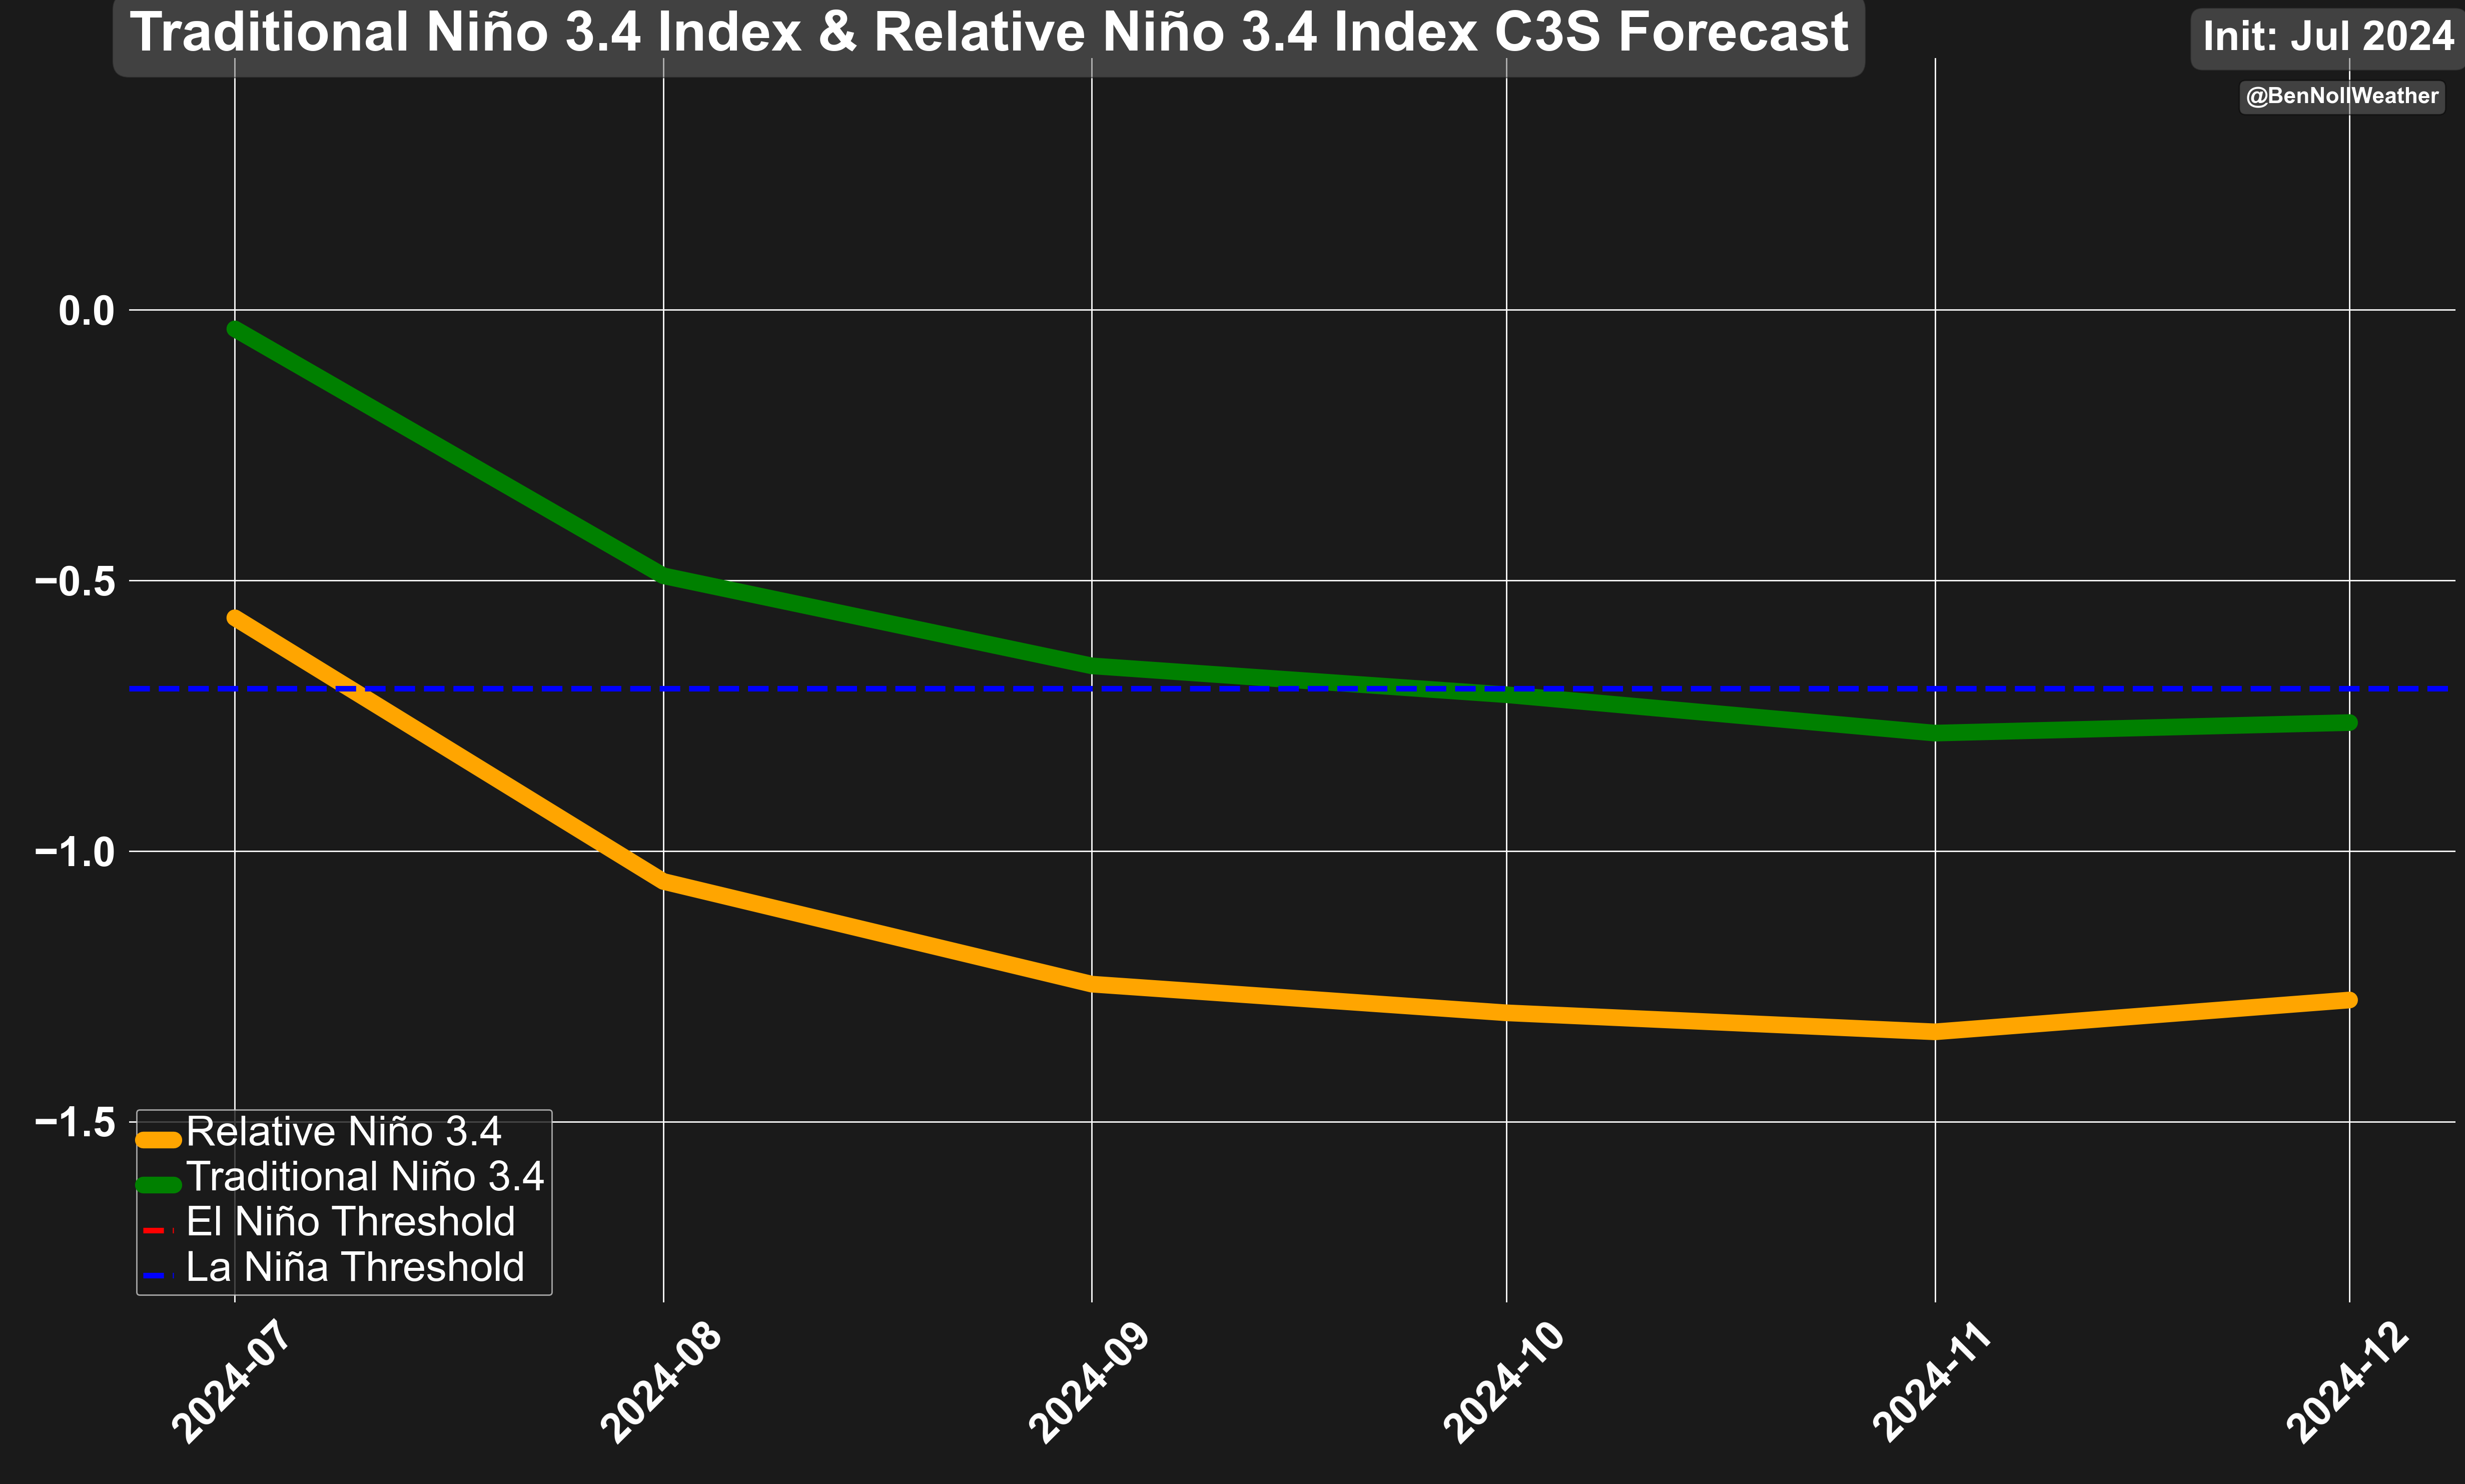 Traditional Niño 3.4 Index & Relative Niño 3.4 Index C3S Forecast
Init: Jul 2024
@BenNollWeather
0.0
−0.5
−1.0
−1.5
Relative Niño 3.4
Traditional Niño 3.4
El Niño Threshold
La Niña Threshold
2024-07
2024-08
2024-09
2024-10
2024-11
2024-12